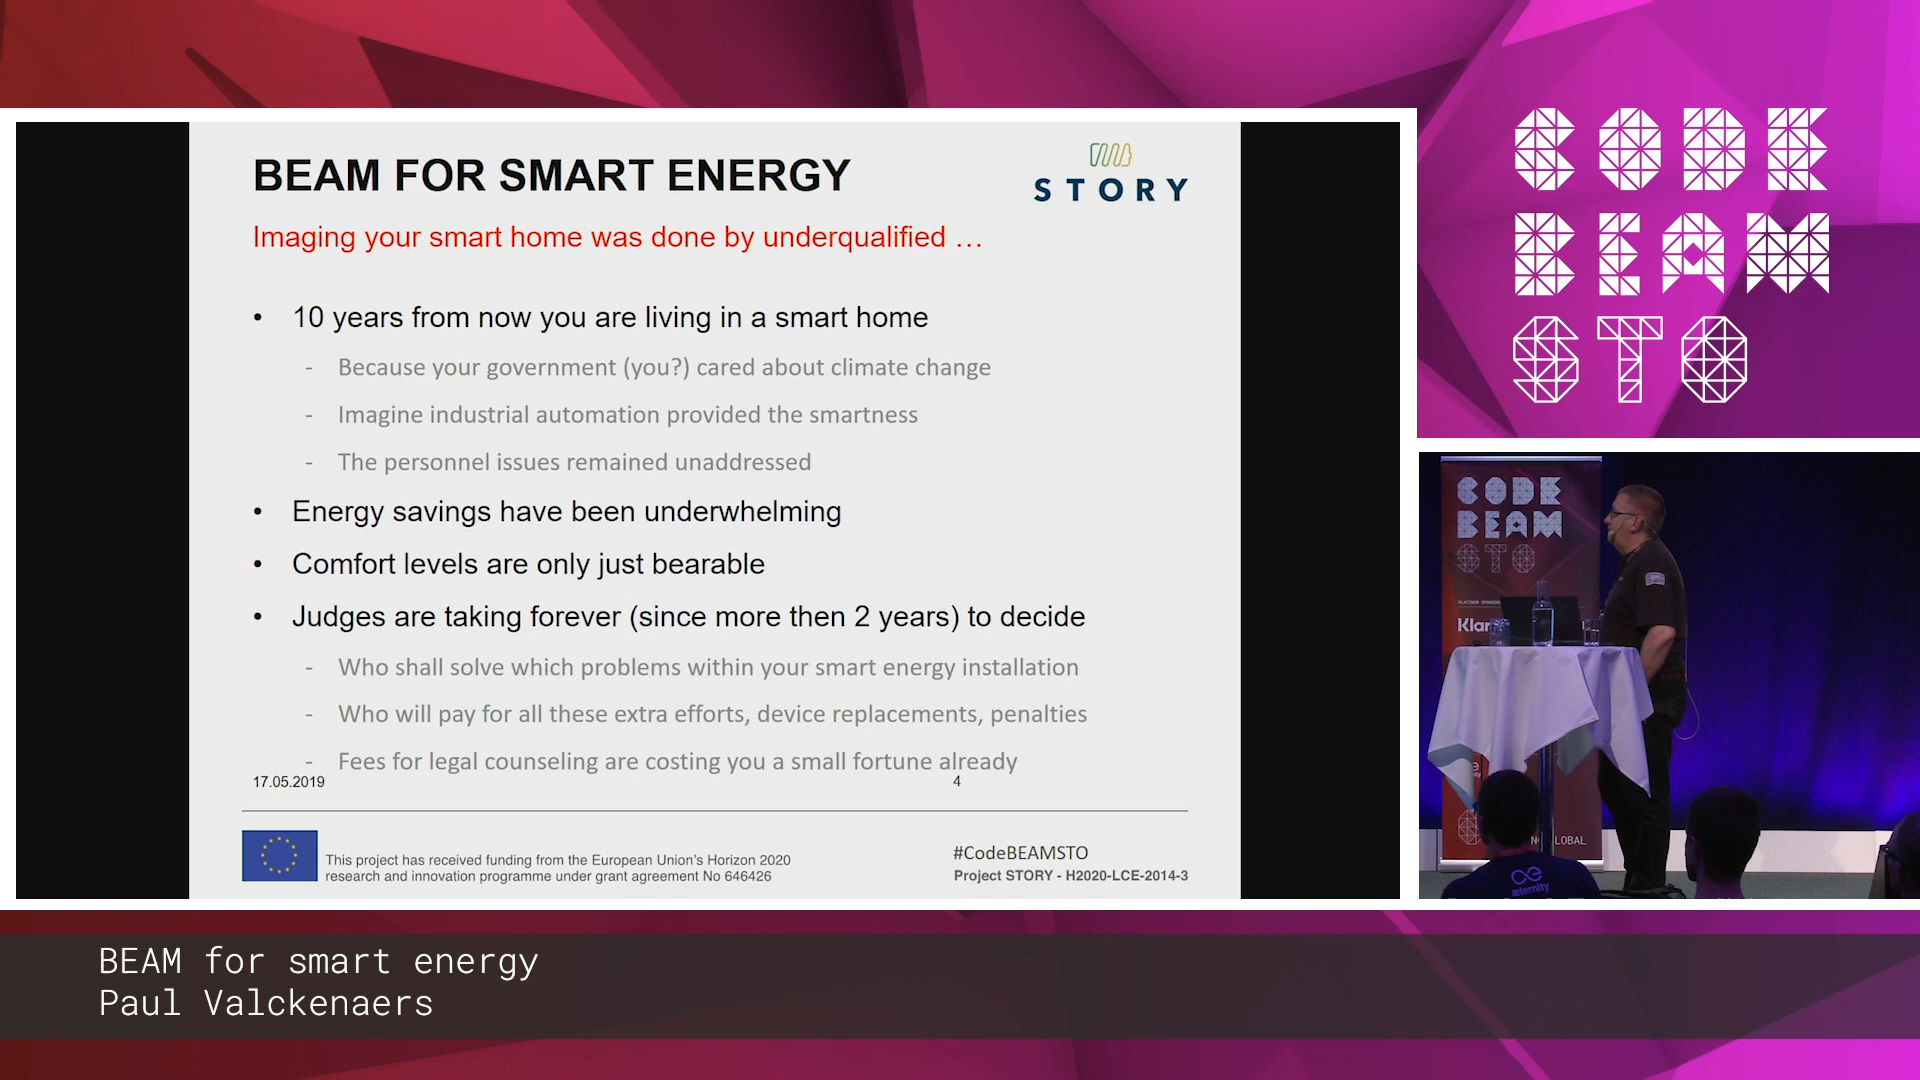 BEAM FOR SMART ENERGY
STORY
Imaging your smart home was done by underqualified …
• 10 years from now you are living in a smart home
- Because your government (you?) cared about climate change
- Imagine industrial automation provided the smartness
- The personnel issues remained unaddressed
• Energy savings have been underwhelming
• Comfort levels are only just bearable
• Judges are taking forever (since more then 2 years) to decide
- Who shall solve which problems within your smart energy installation
- Who will pay for all these extra efforts, device replacements, penalties
- Fees for legal counseling are costing you a small fortune already
17.05.2019
4
This project has received funding from the European Union's Horizon 2020
research and innovation programme under grant agreement No 646426
#CodeBEAMSTO
Project STORY - H2020-LCE-2014-3
CODE
BEAM
STO
CODE
BEAM
STO
Klar
GLOBAL
æternity
BEAM for smart energy
Paul Valckenaers